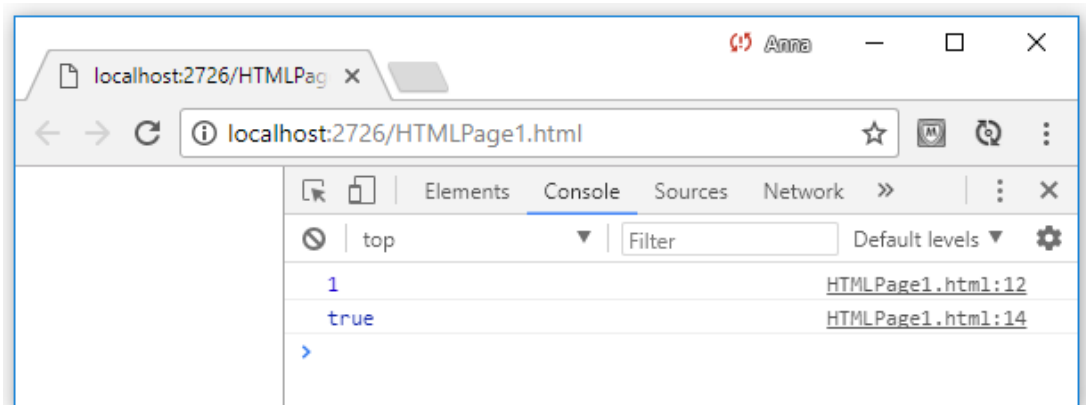 Anna
localhost:2726/HTMLPag
localhost:2726/HTMLPage1.html
Elements Console Sources Network »
top Filter Default levels
1 HTMLPage1.html:12
true HTMLPage1.html:14